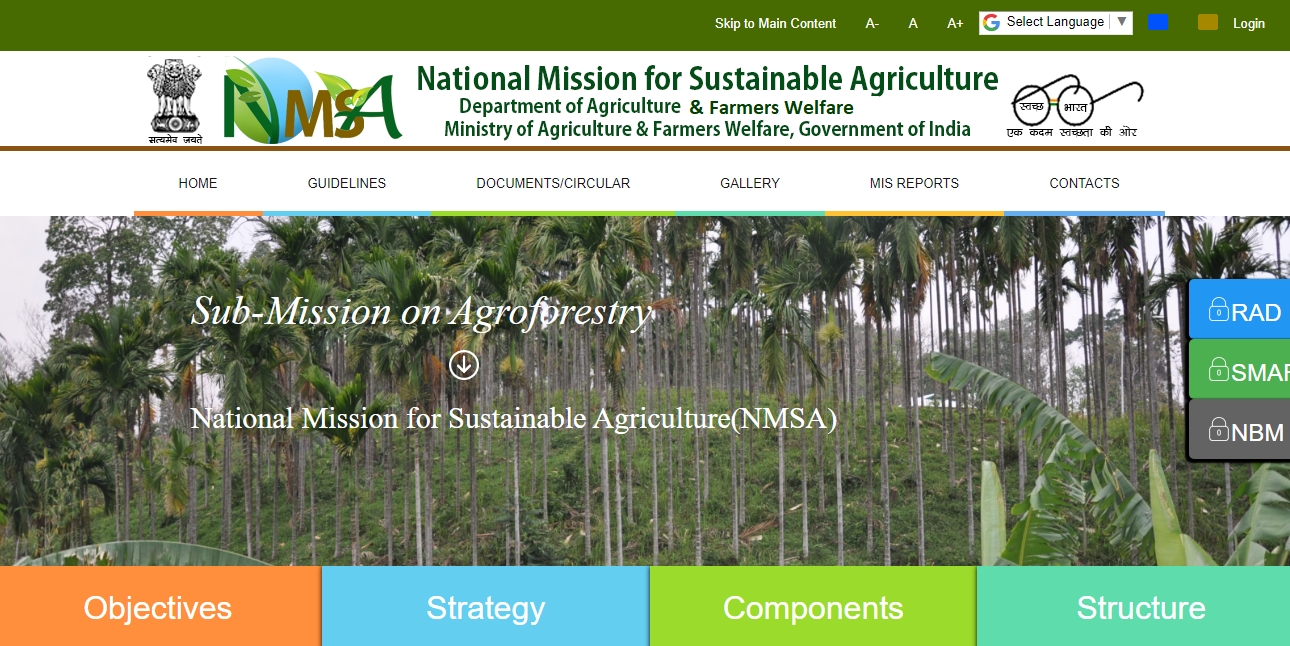 Skip to Main Content A- A A+ Select Language ▼ Login
सत्यमेव जयते
NMSA
National Mission for Sustainable Agriculture
Department of Agriculture & Farmers Welfare
Ministry of Agriculture & Farmers Welfare, Government of India
स्वच्छ भारत
एक कदम स्वच्छता की ओर
HOME GUIDELINES DOCUMENTS/CIRCULAR GALLERY MIS REPORTS CONTACTS
Sub-Mission on Agroforestry
National Mission for Sustainable Agriculture(NMSA)
RAD
SMAF
NBM
Objectives Strategy Components Structure